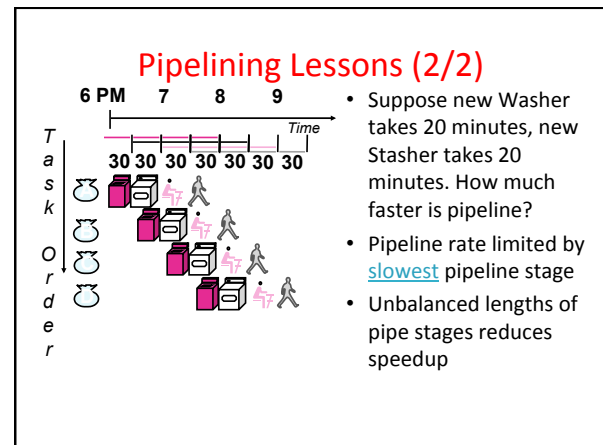 Pipelining Lessons (2/2)
6 PM 7 8 9
Time
30 30 30 30 30 30 30
Task Order
• Suppose new Washer
takes 20 minutes, new
Stasher takes 20
minutes. How much
faster is pipeline?
• Pipeline rate limited by
slowest pipeline stage
• Unbalanced lengths of
pipe stages reduces
speedup